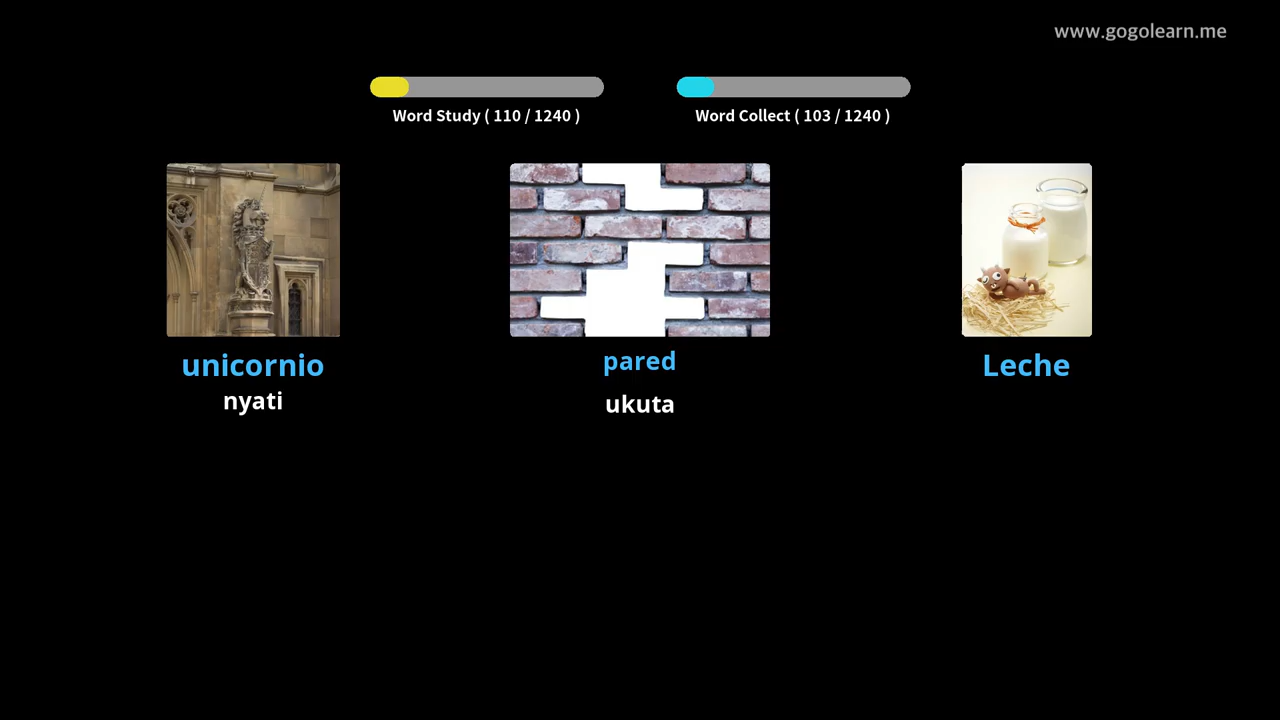 www.gogolearn.me
Word Study ( 110 / 1240 )
Word Collect ( 103 / 1240 )
unicornio
nyati
pared
ukuta
Leche